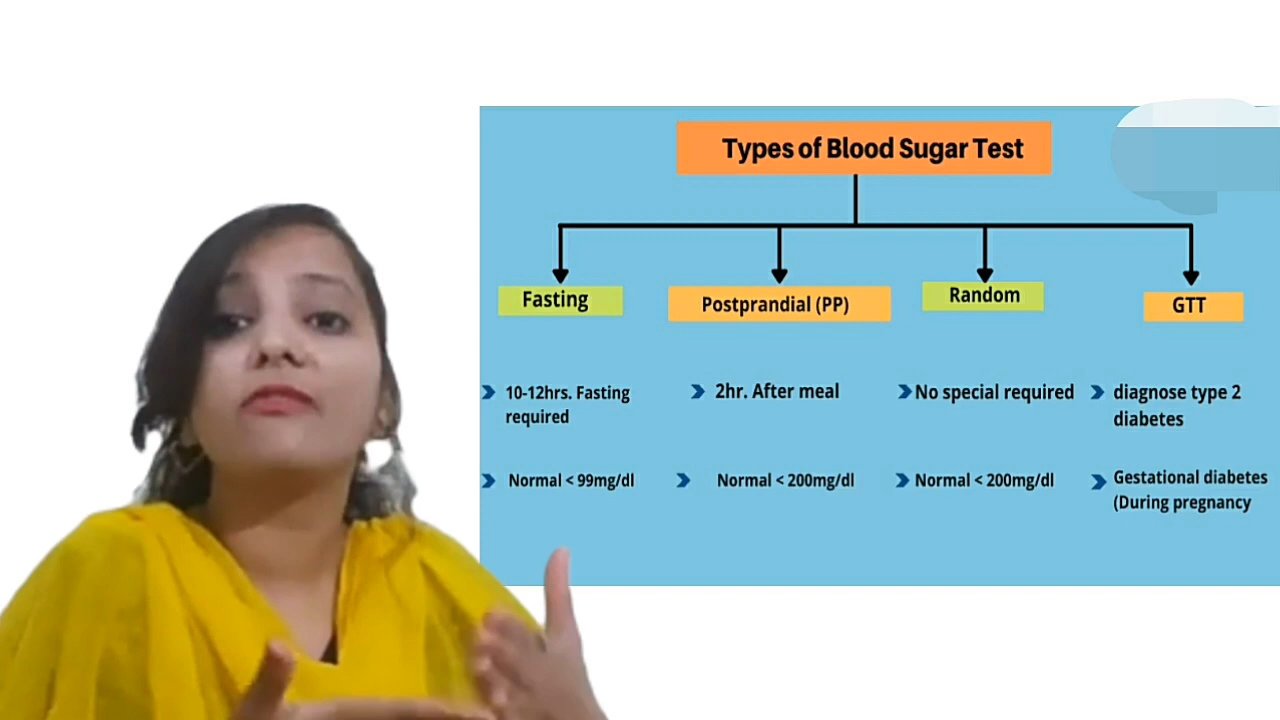 Types of Blood Sugar Test
Fasting
Postprandial (PP)
Random
GTT
10-12hrs. Fasting
required
2hr. After meal
No special required
diagnose type 2
diabetes
Normal < 99mg/dl
Normal < 200mg/dl
Normal < 200mg/dl
Gestational diabetes
(During pregnancy